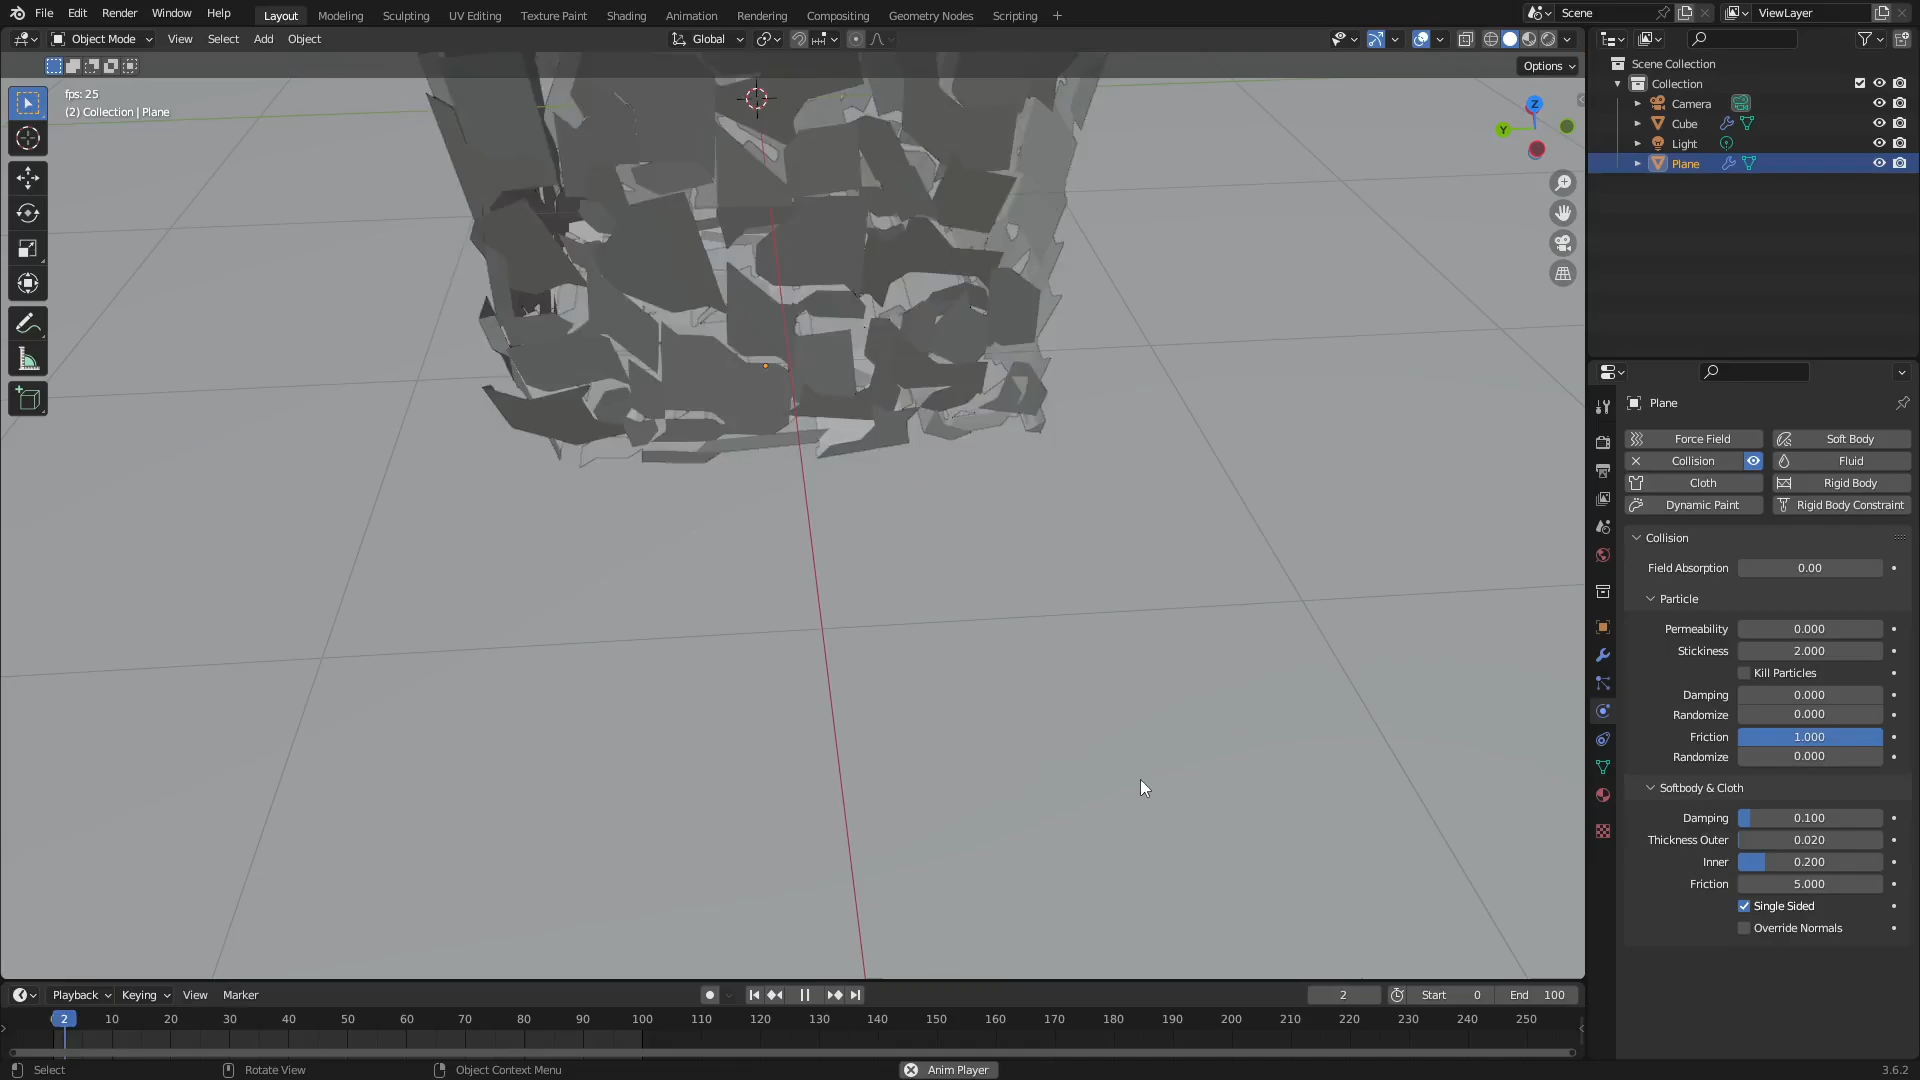 File Edit Render Window Help Layout Modeling Sculpting UV Editing Texture Paint Shading Animation Rendering Compositing Geometry Nodes Scripting Scene ViewLayer
Object Mode View Select Add Object Global
Options
fps: 25
(2) Collection | Plane
Z
Y
Scene Collection
Collection
Camera
Cube
Light
Plane
Plane
Force Field Soft Body
Collision Fluid
Cloth Rigid Body
Dynamic Paint Rigid Body Constraint
Collision
Field Absorption 0.00
Particle
Permeability 0.000
Stickiness 2.000
Kill Particles
Damping 0.000
Randomize 0.000
Friction 1.000
Randomize 0.000
Softbody & Cloth
Damping 0.100
Thickness Outer 0.020
Inner 0.200
Friction 5.000
Single Sided
Override Normals
Playback Keying View Marker 2 Start 0 End 100
2 10 20 30 40 50 60 70 80 90 100 110 120 130 140 150 160 170 180 190 200 210 220 230 240 250
Select Rotate View Object Context Menu Anim Player 3.6.2